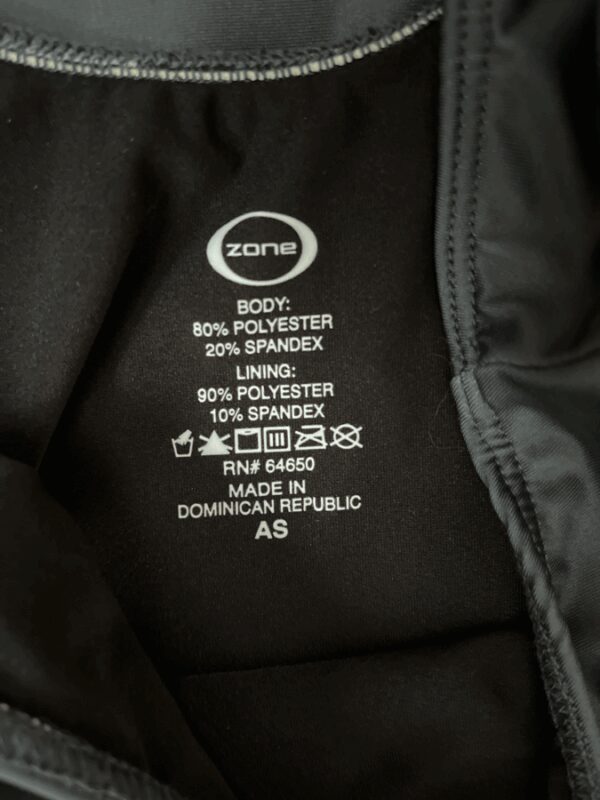 zone
BODY:
80% POLYESTER
20% SPANDEX
LINING:
90% POLYESTER
10% SPANDEX
RN# 64650
MADE IN
DOMINICAN REPUBLIC
AS